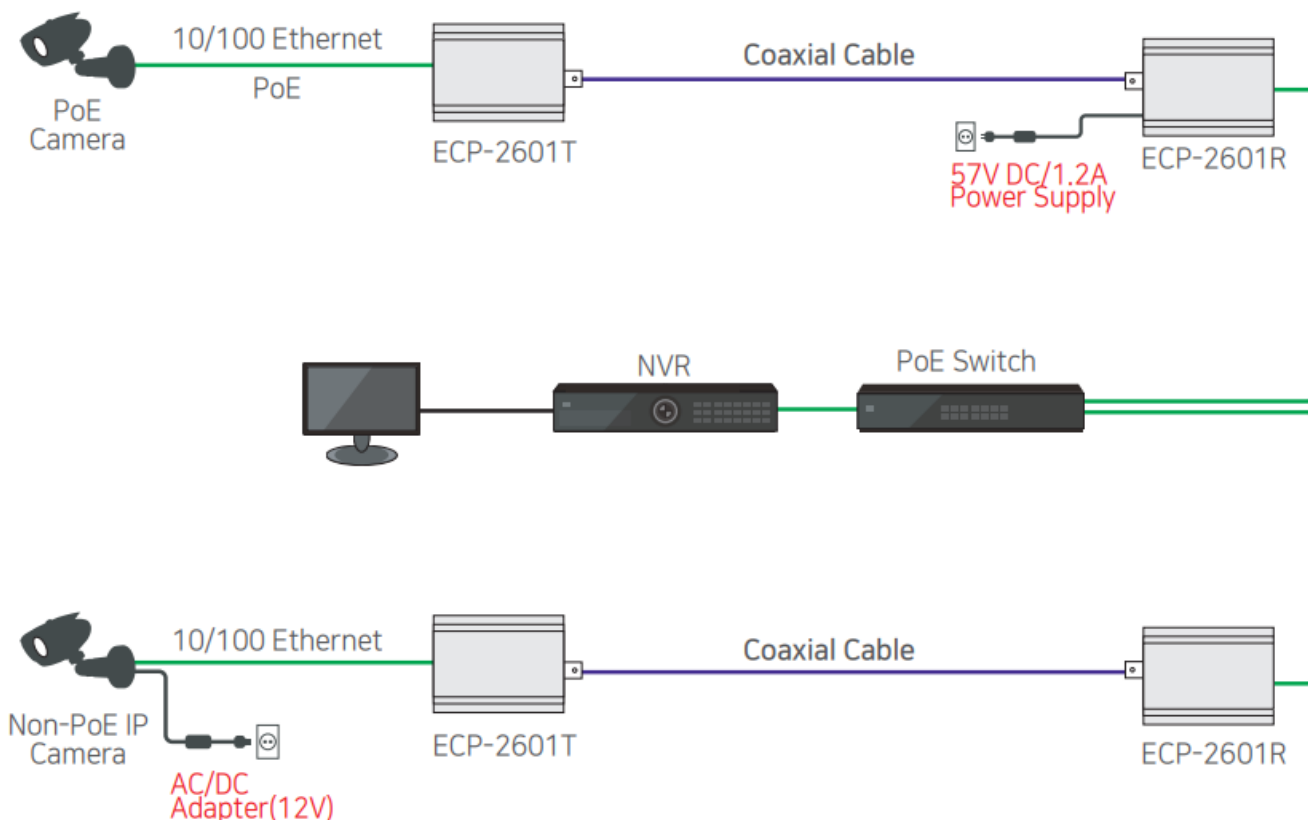 10/100 Ethernet
PoE
PoE
Camera
ECP-2601T
Coaxial Cable
57V DC/1.2A
Power Supply
ECP-2601R
NVR
PoE Switch
10/100 Ethernet
Non-PoE IP
Camera
AC/DC
Adapter(12V)
ECP-2601T
Coaxial Cable
ECP-2601R